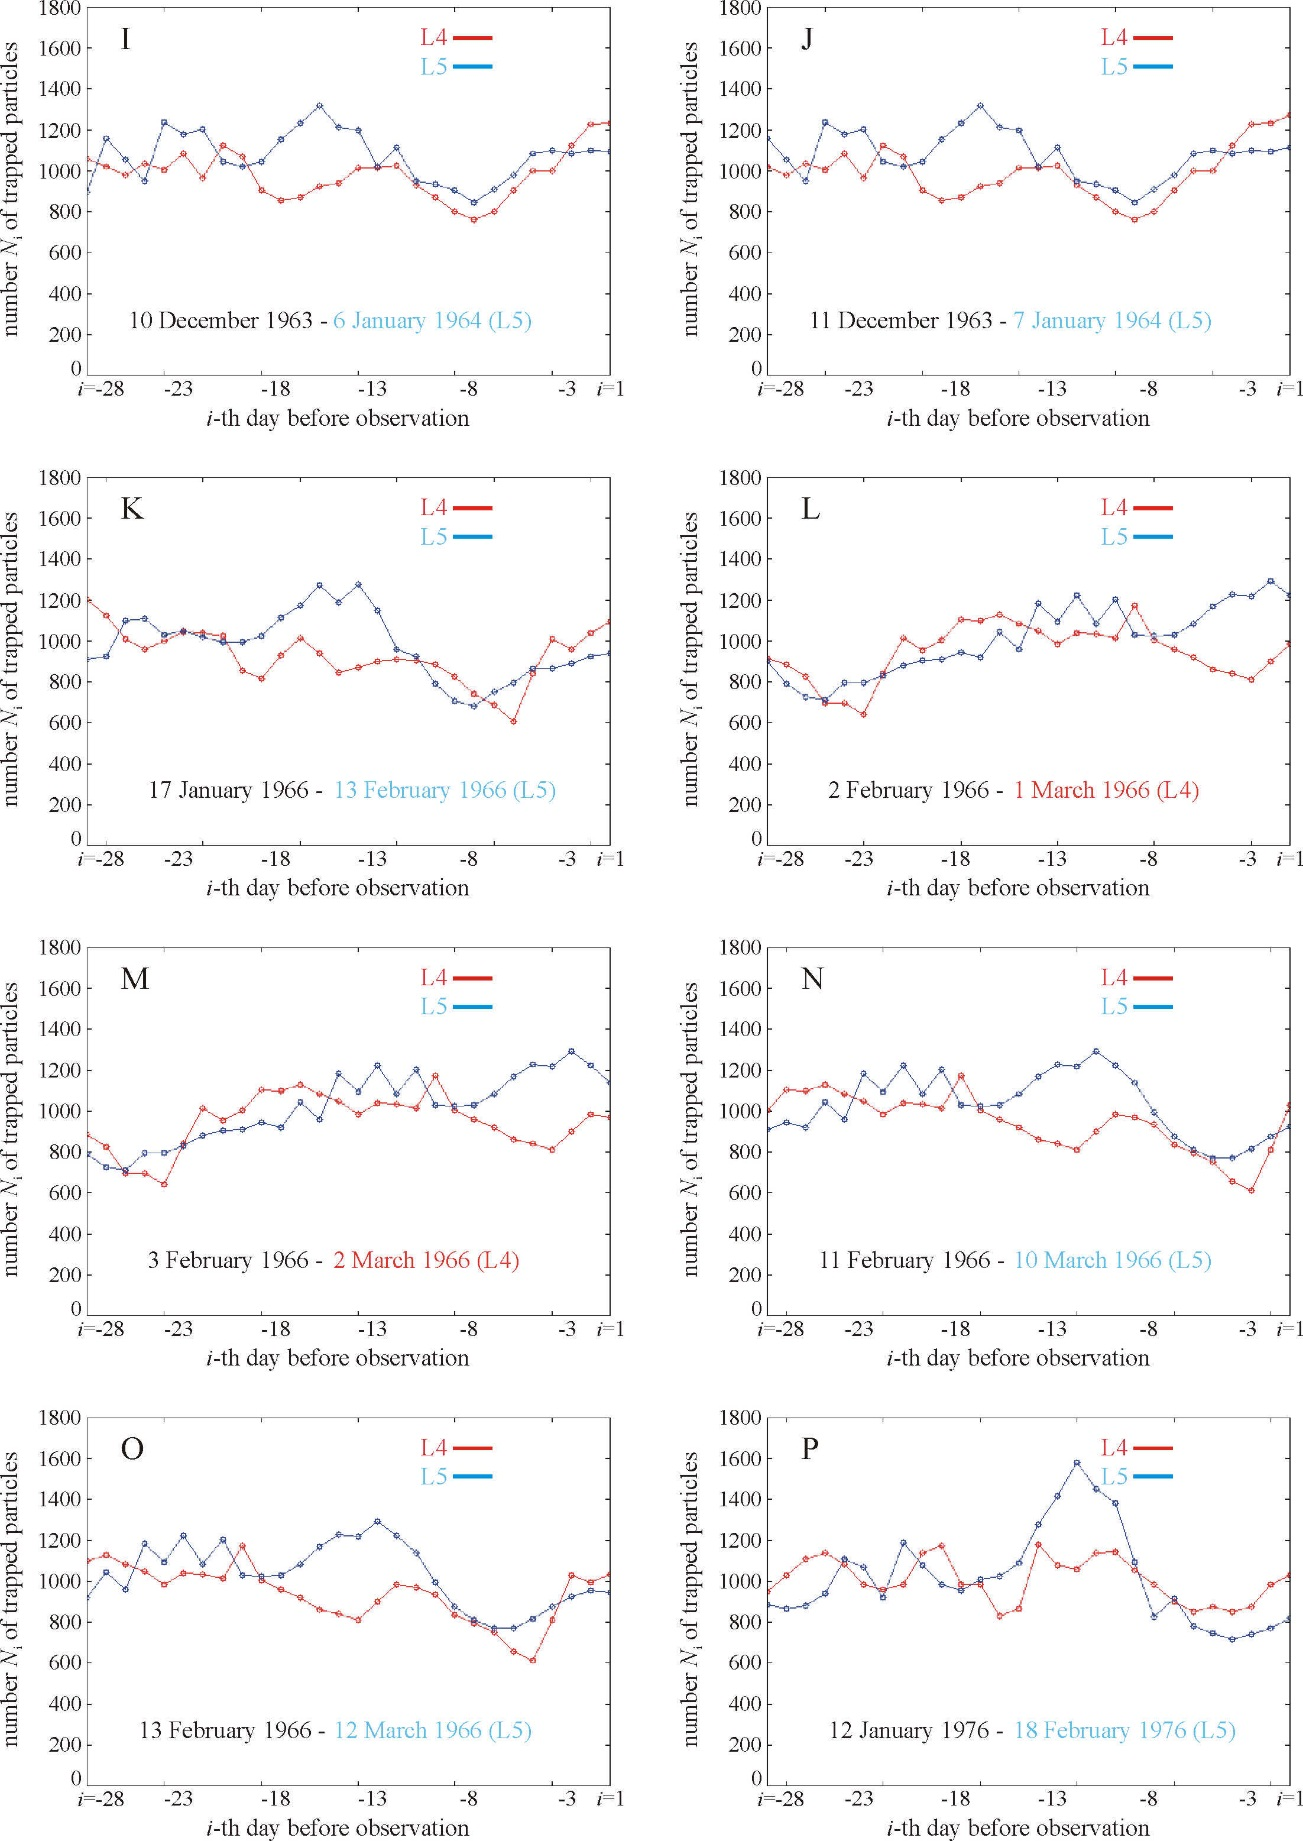 number Ni of trapped particles
1800
1600
1400
1200
1000
800
600
400
200
0
I
L4
L5
10 December 1963 - 6 January 1964 (L5)
i=-28 -23 -18 -13 -8 -3 i=1
i-th day before observation
number Ni of trapped particles
1800
1600
1400
1200
1000
800
600
400
200
0
J
L4
L5
11 December 1963 - 7 January 1964 (L5)
i=-28 -23 -18 -13 -8 -3 i=1
i-th day before observation
number Ni of trapped particles
1800
1600
1400
1200
1000
800
600
400
200
0
K
L4
L5
17 January 1966 - 13 February 1966 (L5)
i=-28 -23 -18 -13 -8 -3 i=1
i-th day before observation
number Ni of trapped particles
1800
1600
1400
1200
1000
800
600
400
200
0
L
L4
L5
2 February 1966 - 1 March 1966 (L4)
i=-28 -23 -18 -13 -8 -3 i=1
i-th day before observation
number Ni of trapped particles
1800
1600
1400
1200
1000
800
600
400
200
0
M
L4
L5
3 February 1966 - 2 March 1966 (L4)
i=-28 -23 -18 -13 -8 -3 i=1
i-th day before observation
number Ni of trapped particles
1800
1600
1400
1200
1000
800
600
400
200
0
N
L4
L5
11 February 1966 - 10 March 1966 (L5)
i=-28 -23 -18 -13 -8 -3 i=1
i-th day before observation
number Ni of trapped particles
1800
1600
1400
1200
1000
800
600
400
200
0
O
L4
L5
13 February 1966 - 12 March 1966 (L5)
i=-28 -23 -18 -13 -8 -3 i=1
i-th day before observation
number Ni of trapped particles
1800
1600
1400
1200
1000
800
600
400
200
0
P
L4
L5
12 January 1976 - 18 February 1976 (L5)
i=-28 -23 -18 -13 -8 -3 i=1
i-th day before observation